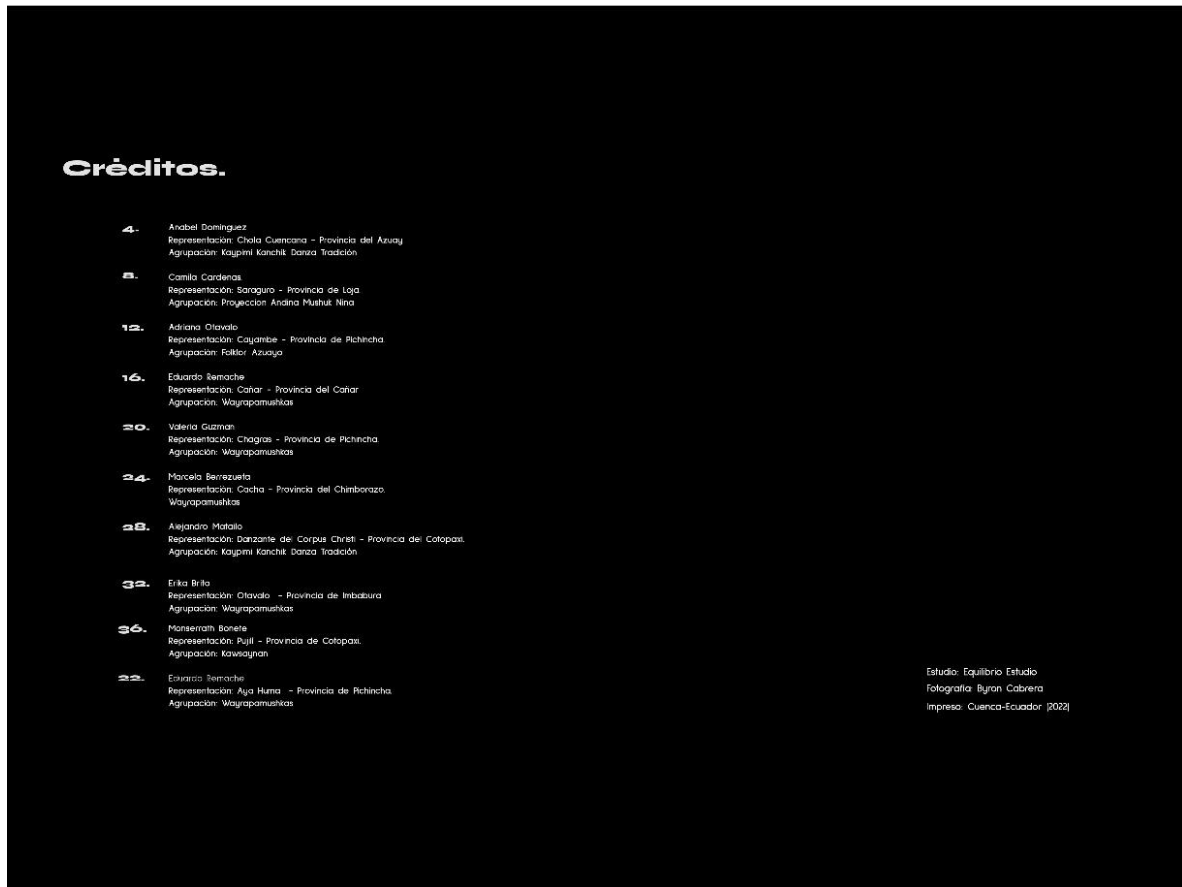 Créditos.
4.
Anabel Dominguez
Representación: Chola Cuencana - Provincia del Azuay
Agrupación: Kaypimi Kanchik Danza Tradición
8.
Camila Cardenas.
Representación: Saraguro - Provincia de Loja.
Agrupación: Proyeccion Andina Mushuk Nina
12.
Adriana Otavalo
Representación: Cayambe - Provincia de Pichincha.
Agrupación: Folklor Azuayo
16.
Eduardo Remache
Representación: Cañar - Provincia del Cañar
Agrupación: Wayrapamushkas
20.
Valeria Guzman
Representación: Chagras - Provincia de Pichincha.
Agrupación: Wayrapamushkas
24.
Marcela Berrezueta
Representación: Cacha - Provincia del Chimborazo.
Wayrapamushkas
28.
Alejandro Matailo
Representación: Danzante del Corpus Christi - Provincia del Cotopaxi.
Agrupación: Kaypimi Kanchik Danza Tradición
32.
Erika Brito
Representación: Otavalo - Provincia de Imbabura
Agrupación: Wayrapamushkas
36.
Monserrath Bonete
Representación: Pujilí - Provincia de Cotopaxi.
Agrupación: Kawsaynan
22.
Eduardo Remache
Representación: Aya Huma - Provincia de Pichincha.
Agrupación: Wayrapamushkas
Estudio: Equilibrio Estudio
Fotografía: Byron Cabrera
Impreso: Cuenca-Ecuador |2022|